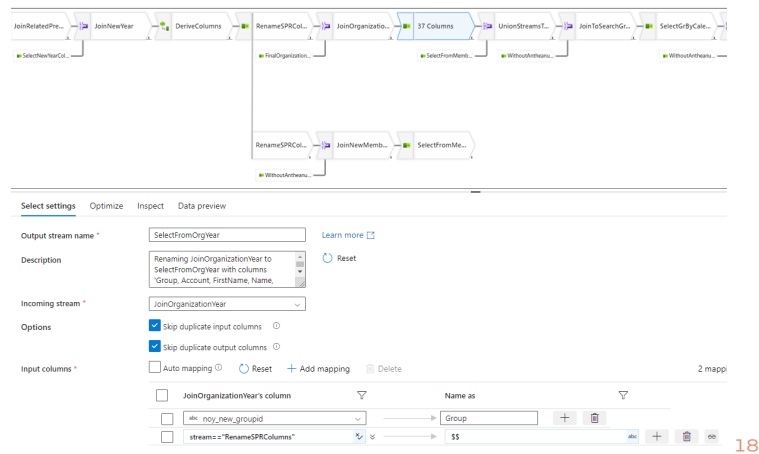 JoinRelatedPre...
JoinNewYear
DeriveColumns
RenameSPRCol...
JoinOrganizatio...
37 Columns
UnionStreamsT...
JoinToSearchGr...
SelectGrByCale...
SelectNewYearCol...
FinalOrganization...
SelectFromMemb...
WithoutAntheanu...
WithoutAntheanu...
RenameSPRCol...
JoinNewMemb...
SelectFromMe...
WithoutAntheanu...
Select settings Optimize Inspect Data preview
Output stream name * SelectFromOrgYear Learn more
Description Renaming JoinOrganizationYear to Reset
SelectFromOrgYear with columns
'Group, Account, FirstName, Name,
Incoming stream * JoinOrganizationYear
Options Skip duplicate input columns
Skip duplicate output columns
Input columns * Auto mapping Reset + Add mapping Delete 2 mappi
JoinOrganizationYear's column Name as
abc noy_new_groupid Group +
stream=="RenameSPRColumns" $$ abc +
18